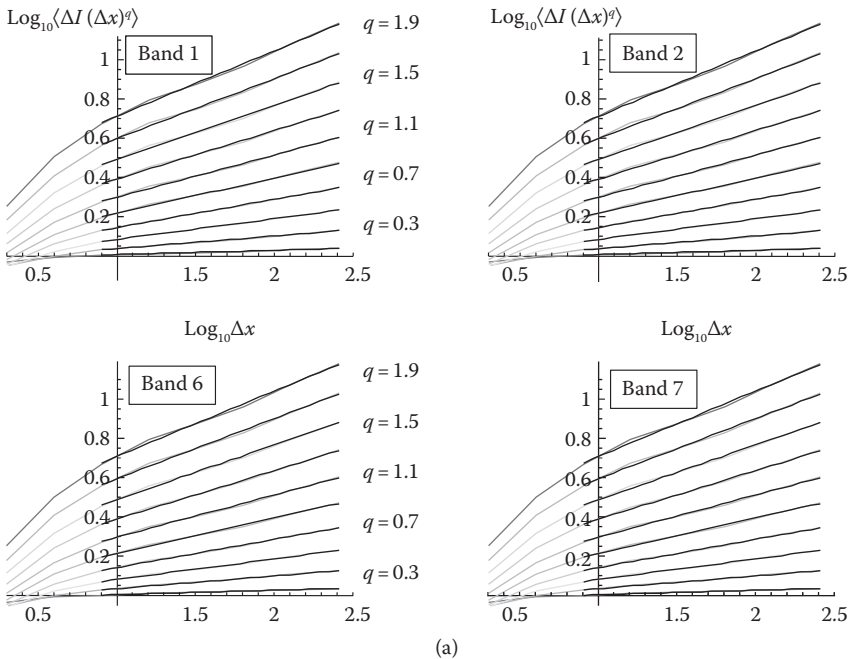 Log₁₀⟨ΔI (Δx)^q⟩
Band 1
1
0.8
0.6
0.4
0.2
0.5 1.5 2 2.5
q = 1.9
q = 1.5
q = 1.1
q = 0.7
q = 0.3
Log₁₀⟨ΔI (Δx)^q⟩
Band 2
1
0.8
0.6
0.4
0.2
0.5 1.5 2 2.5
Log₁₀Δx
Log₁₀Δx
Band 6
1
0.8
0.6
0.4
0.2
0.5 1.5 2 2.5
q = 1.9
q = 1.5
q = 1.1
q = 0.7
q = 0.3
Band 7
1
0.8
0.6
0.4
0.2
0.5 1.5 2 2.5
(a)